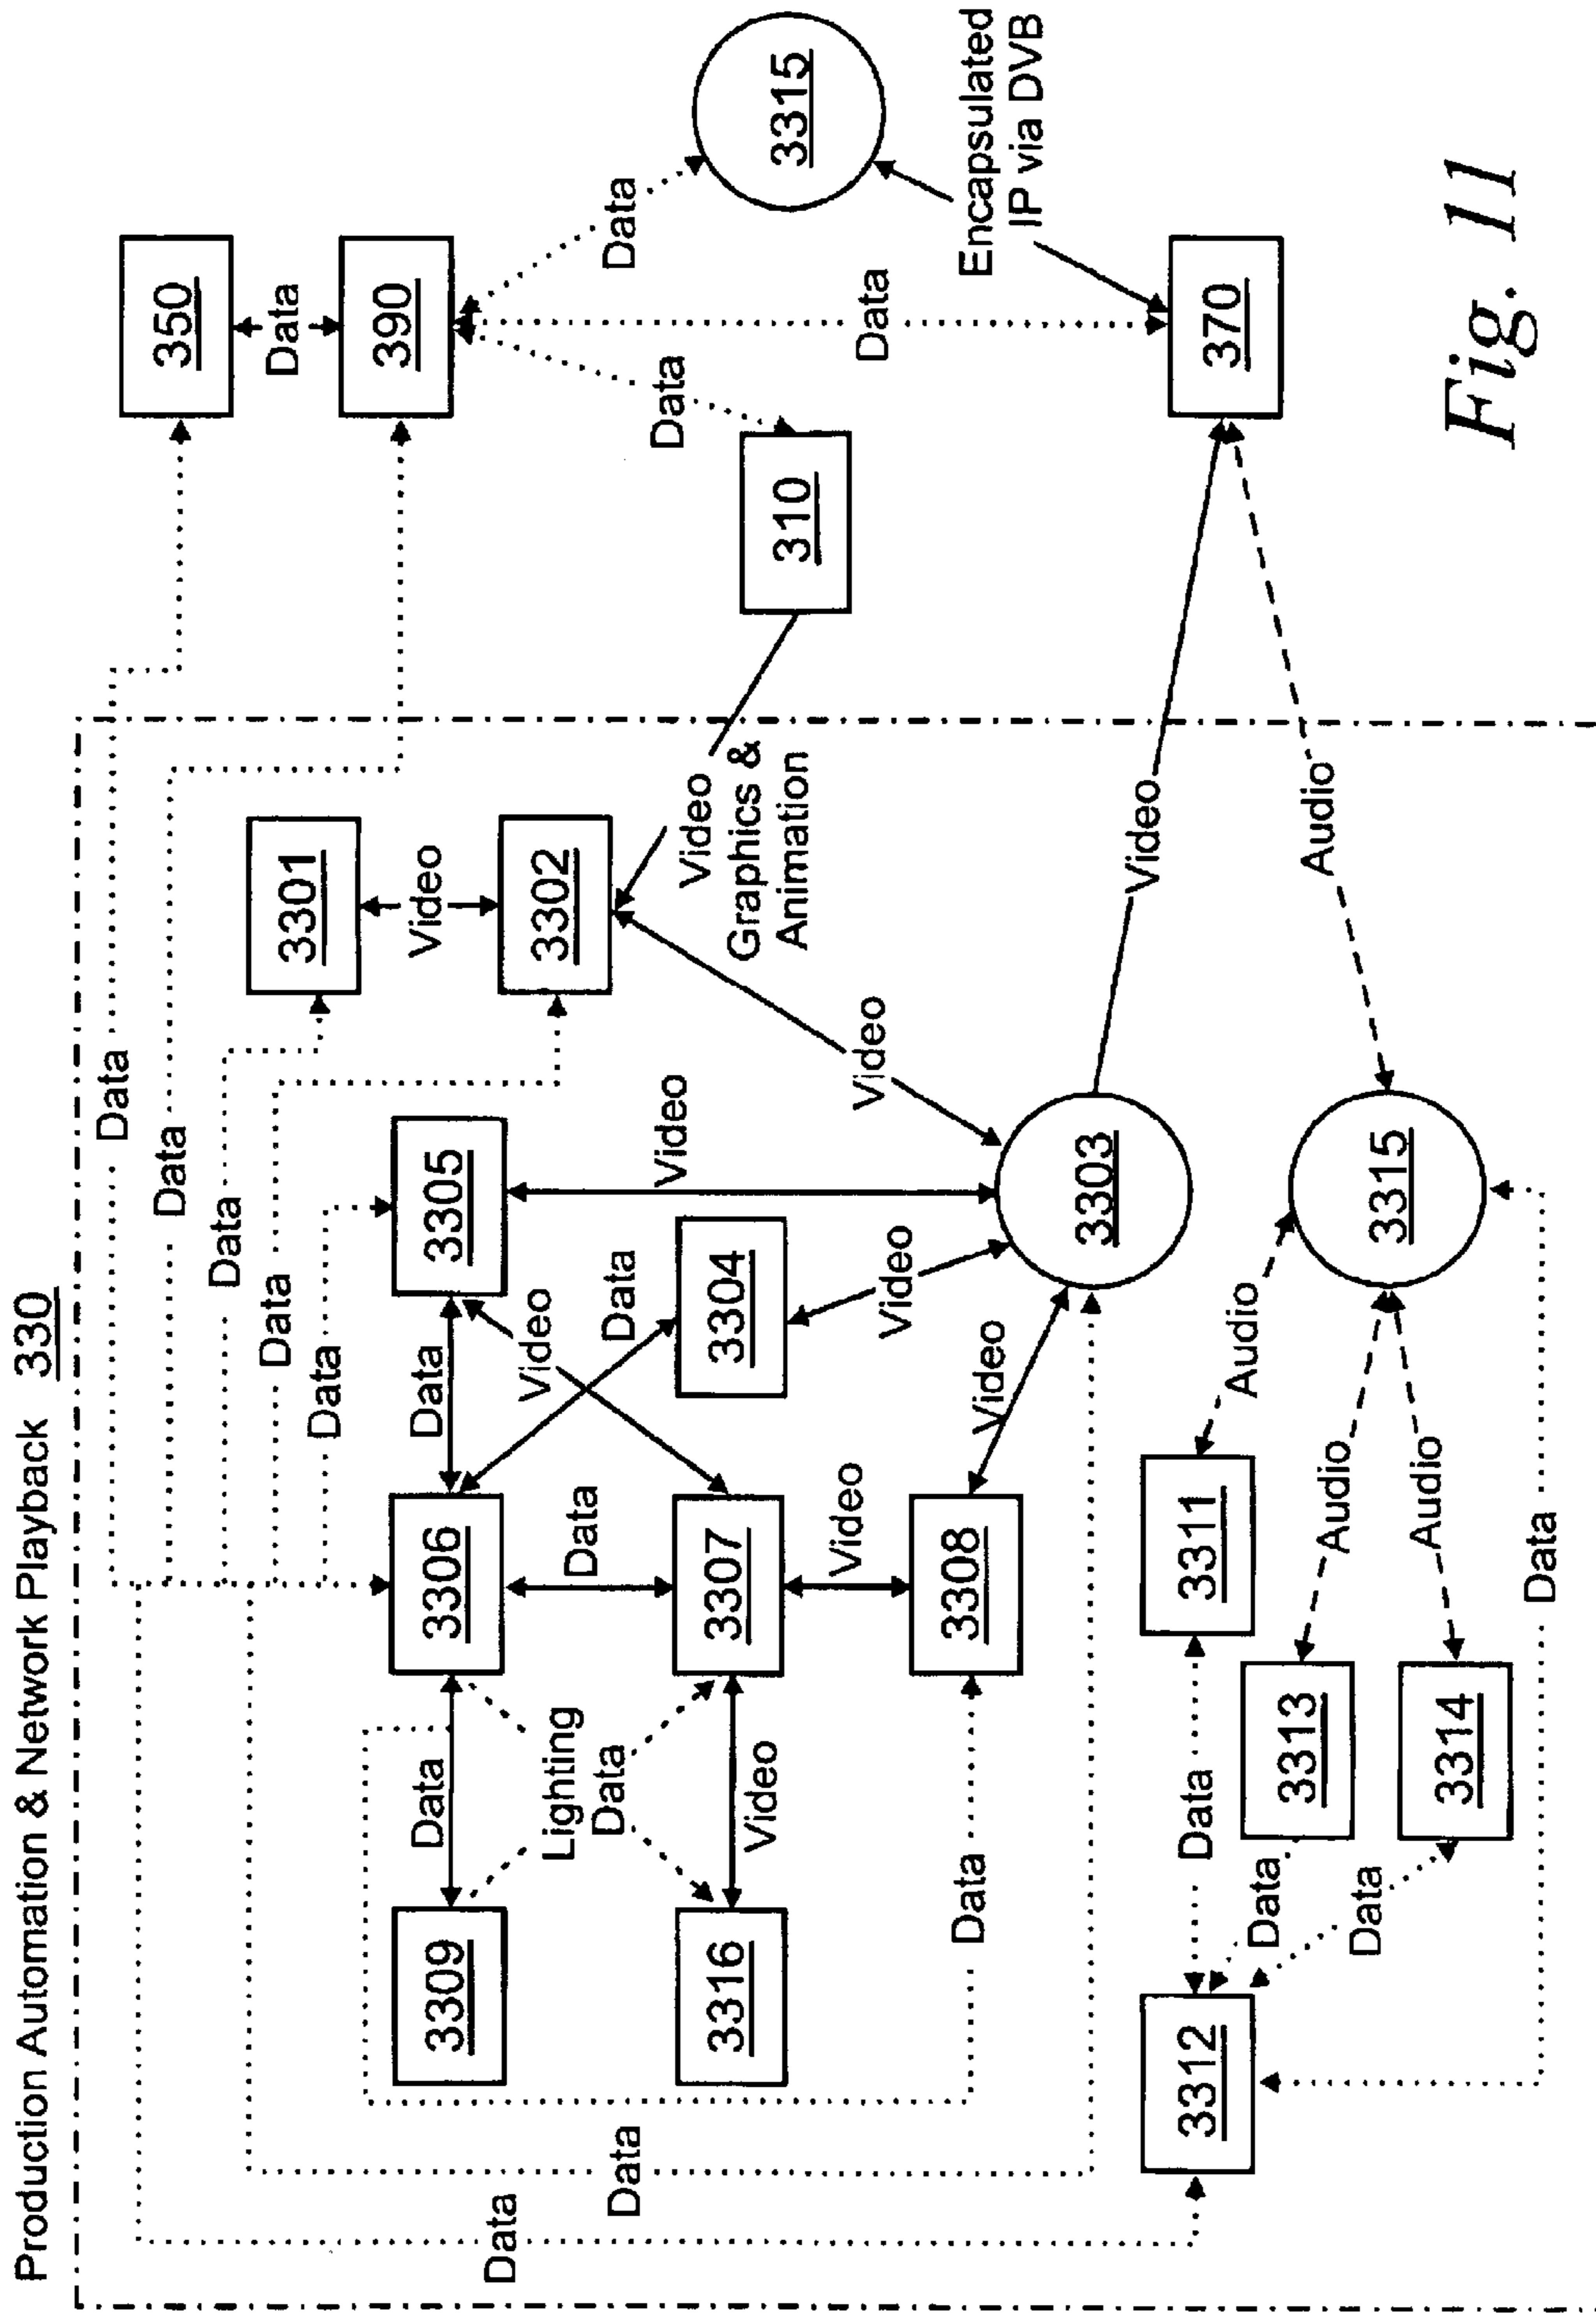 Production Automation & Network Playback 330
Data
Data
Data
Data
Data
Data
Data
3309
Data
3306
Data
3305
Lighting
Data
3316
Video
3307
Data
Video
Data
3304
Video
Video
3308
Data
Video
Video
3303
3301
Video
3302
Video
Video
Graphics &
Animation
310
350
Data
390
Data
Data
Data
3315
Encapsulated
IP via DVB
370
Video
Audio
3312
Data
3311
Audio
3315
Data
3313
Audio
Data
3314
Audio
Data
Fig. 11